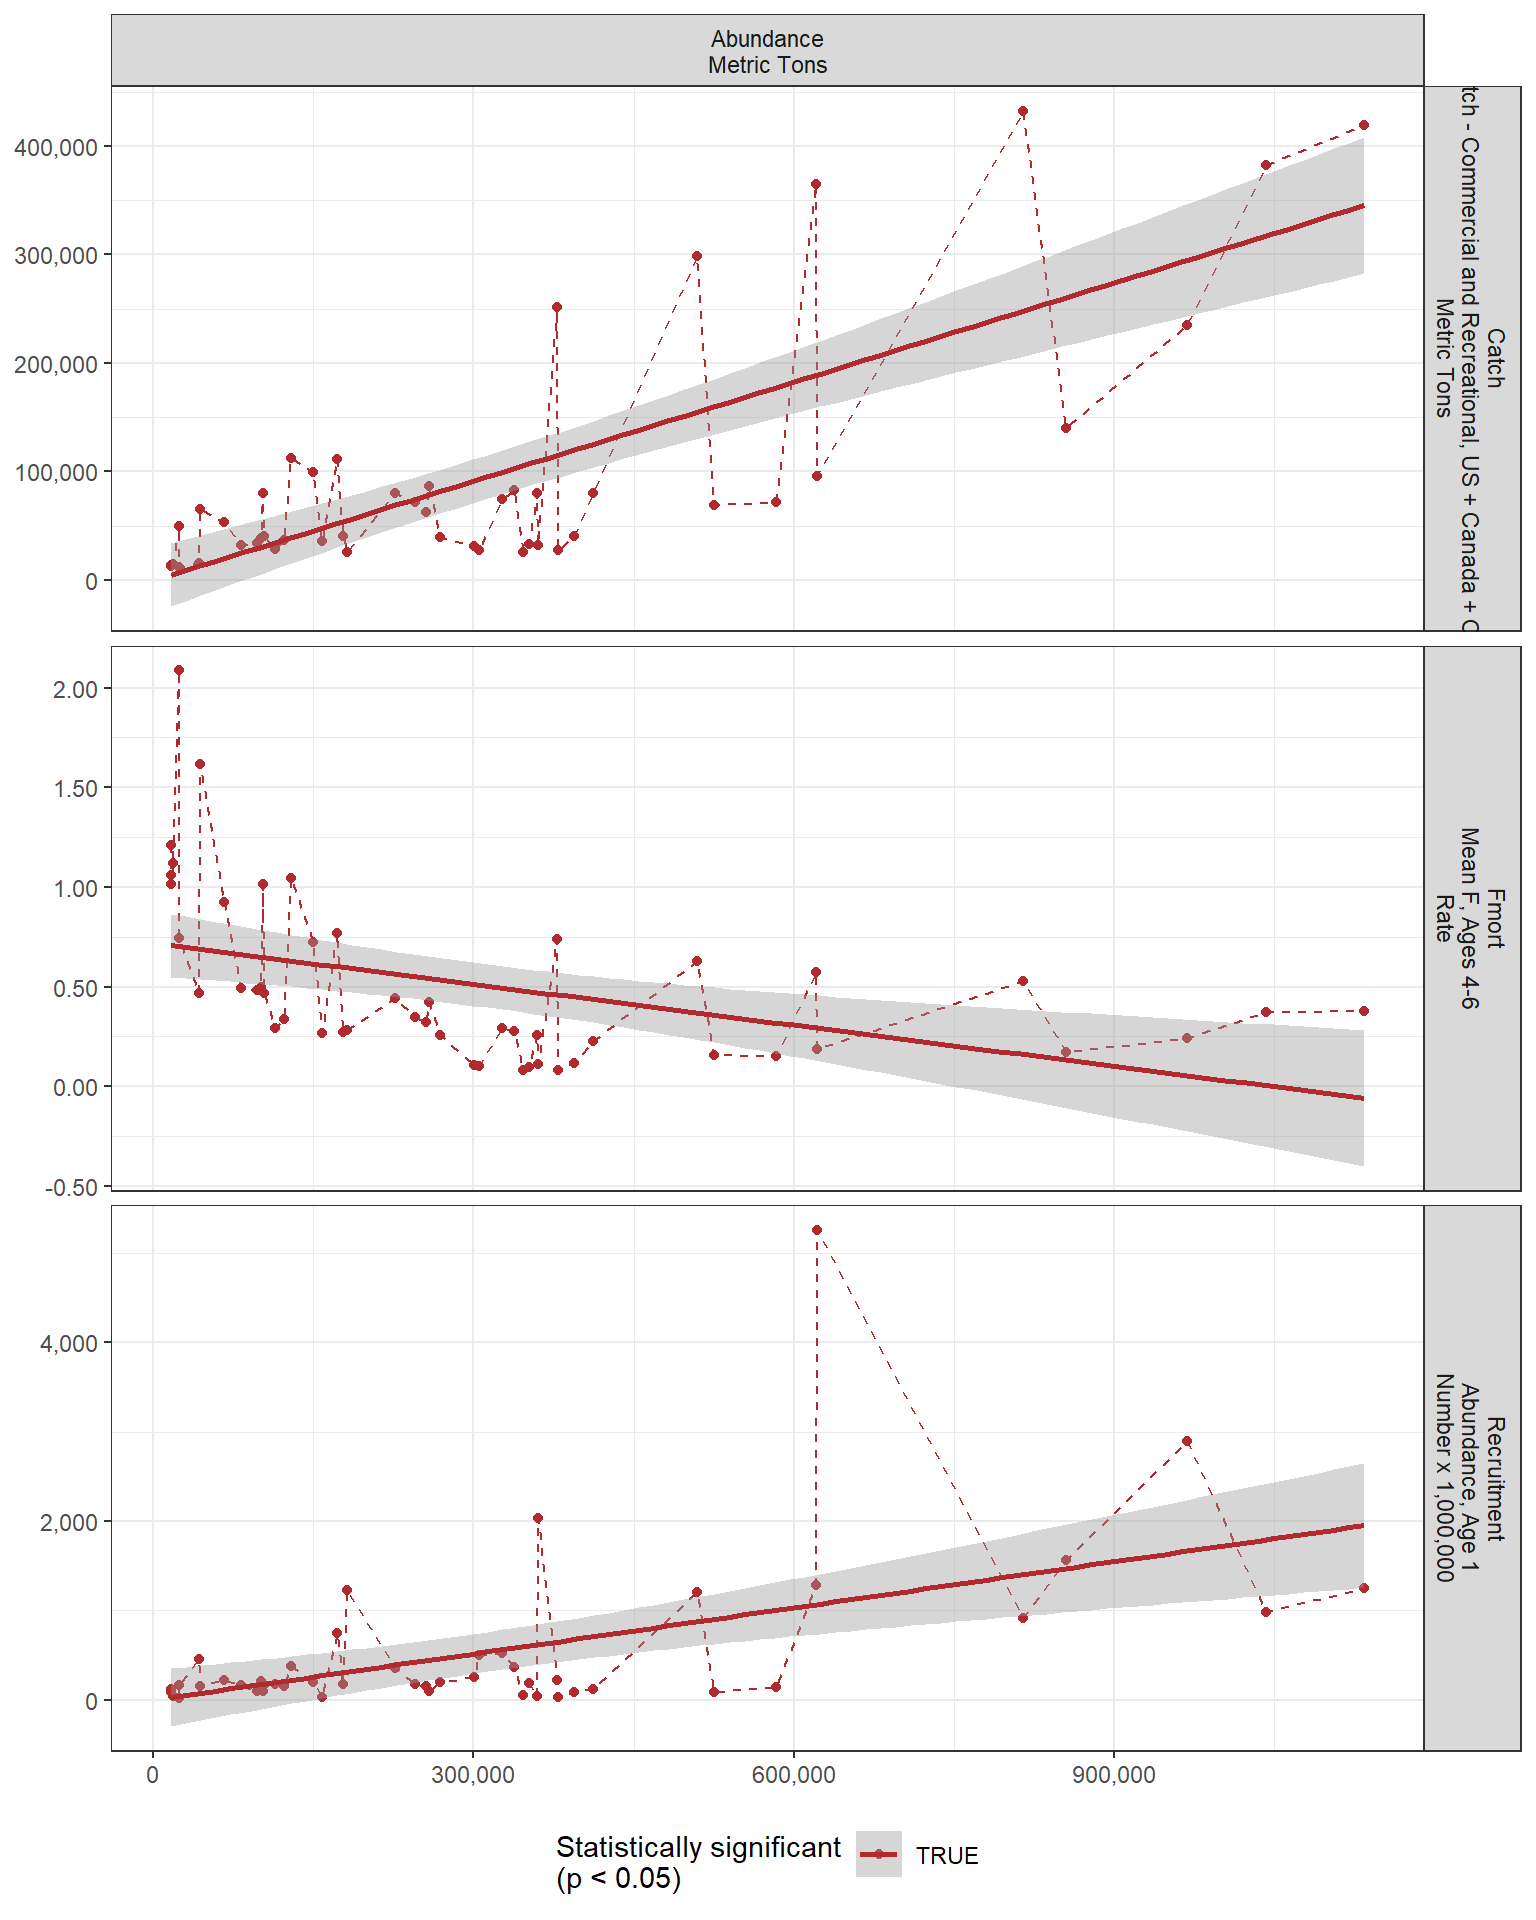 Abundance
Metric Tons
400,000
300,000
200,000
100,000
0
Catch
tch - Commercial and Recreational, US + Canada +
Metric Tons
2.00
1.50
1.00
0.50
0.00
-0.50
Fmort
Mean F, Ages 4-6
Rate
4,000
2,000
0
Recruitment
Abundance, Age 1
Number x 1,000,000
0
300,000
600,000
900,000
Statistically significant
(p < 0.05)
TRUE